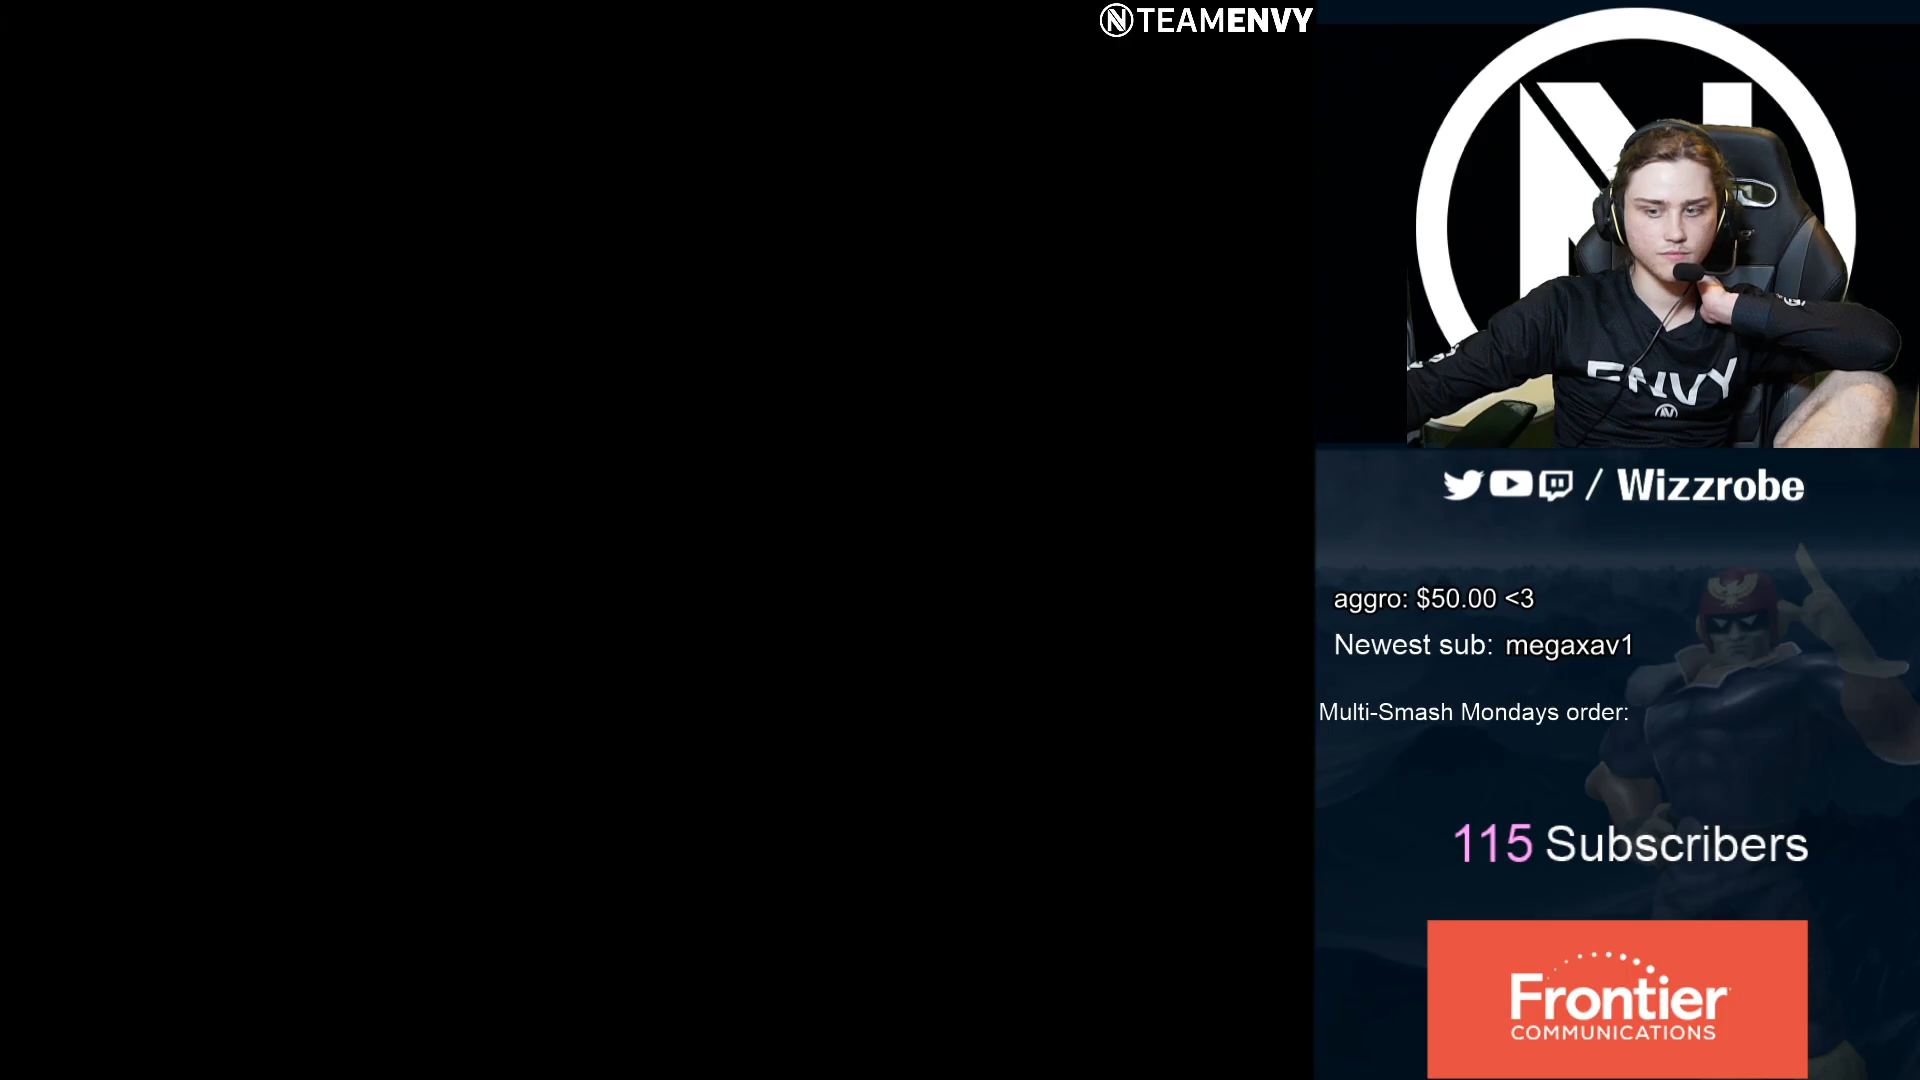 TEAMENVY
ENVY
/ Wizzrobe
aggro: $50.00 <3
Newest sub: megaxav1
Multi-Smash Mondays order:
115 Subscribers
Frontier
COMMUNICATIONS